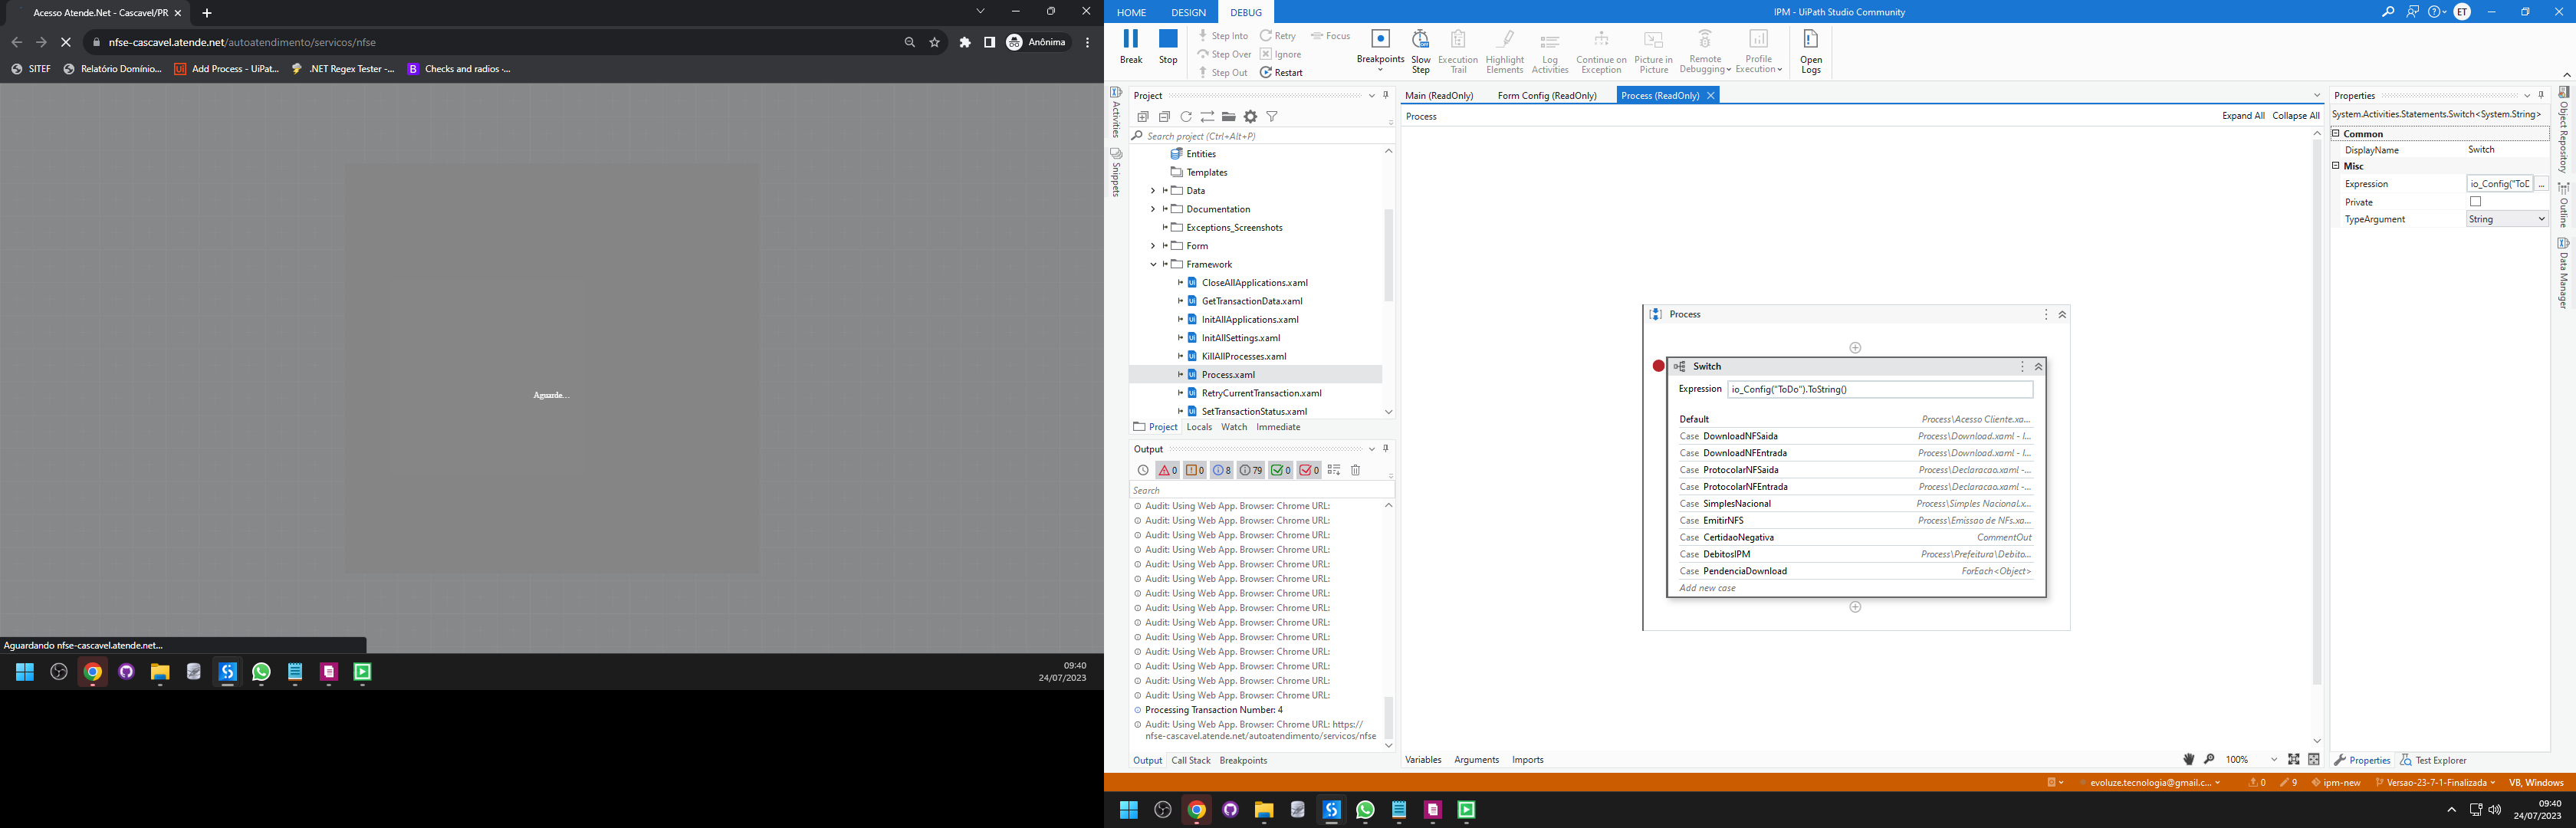 Acesso Atende.Net - Cascavel/PR
nfse-cascavel.atende.net/autoatendimento/servicos/nfse
Anônima
SITEF
Relatório Domínio...
Add Process - UiPat...
.NET Regex Tester -...
Checks and radios ·...
Aguarde...
Aguardando nfse-cascavel.atende.net...
09:40
24/07/2023
HOME DESIGN DEBUG
IPM - UiPath Studio Community
ET
Break
Stop
Step Into
Step Over
Step Out
Retry
Ignore
Restart
Focus
Breakpoints
Slow Step
Execution Trail
Highlight Elements
Log Activities
Continue on Exception
Picture in Picture
Remote Debugging
Profile Execution
Open Logs
Activities
Snippets
Project
Search project (Ctrl+Alt+P)
Entities
Templates
Data
Documentation
Exceptions_Screenshots
Form
Framework
CloseAllApplications.xaml
GetTransactionData.xaml
InitAllApplications.xaml
InitAllSettings.xaml
KillAllProcesses.xaml
Process.xaml
RetryCurrentTransaction.xaml
SetTransactionStatus.xaml
Project Locals Watch Immediate
Output
0 0 8 79 0 0
Search
Audit: Using Web App. Browser: Chrome URL:
Audit: Using Web App. Browser: Chrome URL:
Audit: Using Web App. Browser: Chrome URL:
Audit: Using Web App. Browser: Chrome URL:
Audit: Using Web App. Browser: Chrome URL:
Audit: Using Web App. Browser: Chrome URL:
Audit: Using Web App. Browser: Chrome URL:
Audit: Using Web App. Browser: Chrome URL:
Audit: Using Web App. Browser: Chrome URL:
Audit: Using Web App. Browser: Chrome URL:
Audit: Using Web App. Browser: Chrome URL:
Audit: Using Web App. Browser: Chrome URL:
Audit: Using Web App. Browser: Chrome URL:
Audit: Using Web App. Browser: Chrome URL:
Processing Transaction Number: 4
Audit: Using Web App. Browser: Chrome URL: https://
nfse-cascavel.atende.net/autoatendimento/servicos/nfse
Output Call Stack Breakpoints
Main (ReadOnly) Form Config (ReadOnly) Process (ReadOnly)
Process
Expand All Collapse All
Process
Switch
Expression io_Config("ToDo").ToString()
Default Process\Acesso Cliente.xa...
Case DownloadNFSaida Process\Download.xaml - I...
Case DownloadNFEntrada Process\Download.xaml - I...
Case ProtocolarNFSaida Process\Declaracao.xaml -...
Case ProtocolarNFEntrada Process\Declaracao.xaml -...
Case SimplesNacional Process\Simples Nacional.x...
Case EmitirNFS Process\Emissao de NFs.xa...
Case CertidaoNegativa CommentOut
Case DebitosIPM Process\Prefeitura\Debito...
Case PendenciaDownload ForEach<Object>
Add new case
Variables Arguments Imports
100%
Properties
System.Activities.Statements.Switch<System.String>
Common
DisplayName Switch
Misc
Expression io_Config("ToD ...
Private
TypeArgument String
Properties Test Explorer
Object Repository
Outline
Data Manager
evoluze.tecnologia@gmail.c...
0
9
ipm-new
Versao-23-7-1-Finalizada
VB, Windows
09:40
24/07/2023